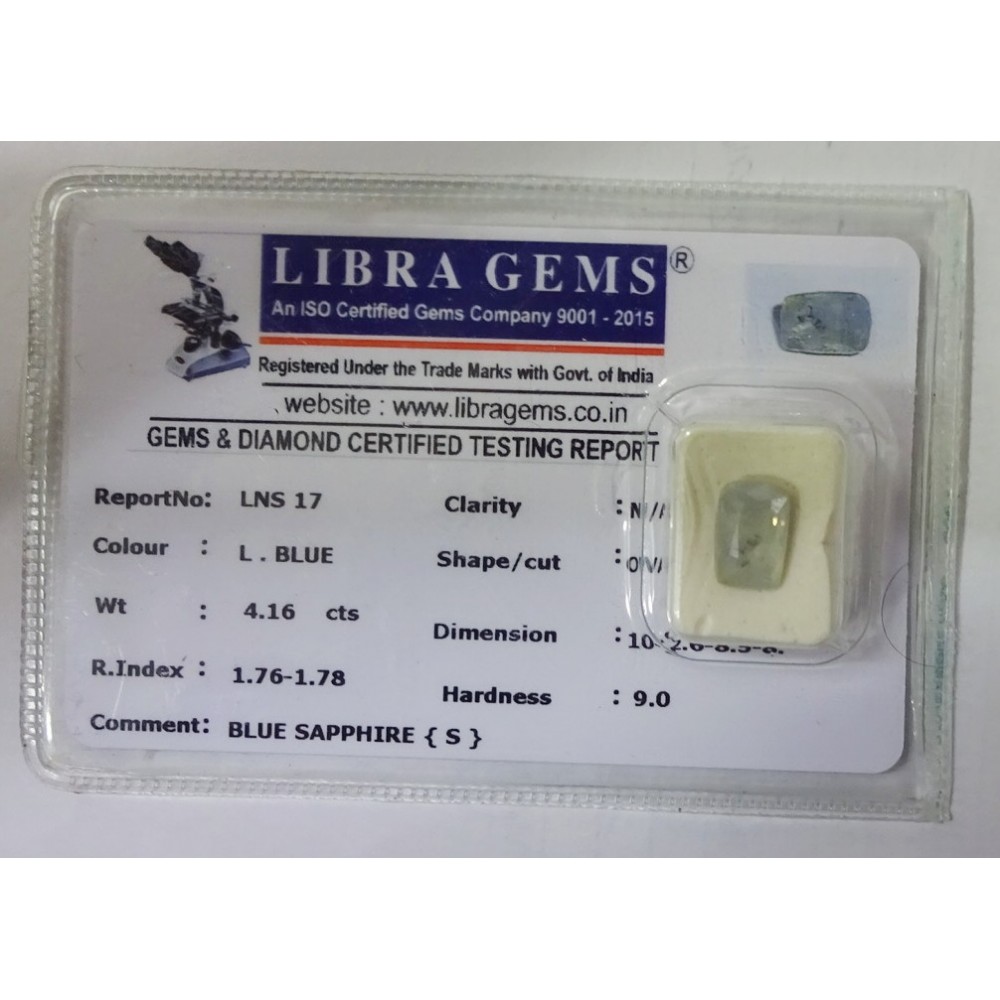 LIBRA GEMS ®
An ISO Certified Gems Company 9001 - 2015
Registered Under the Trade Marks with Govt. of India
website : www.libragems.co.in
GEMS & DIAMOND CERTIFIED TESTING REPORT
ReportNo: LNS 17
Colour : L . BLUE
Wt : 4.16 cts
R.Index : 1.76-1.78
Comment: BLUE SAPPHIRE { S }
Clarity :
Shape/cut :
Dimension :
Hardness : 9.0